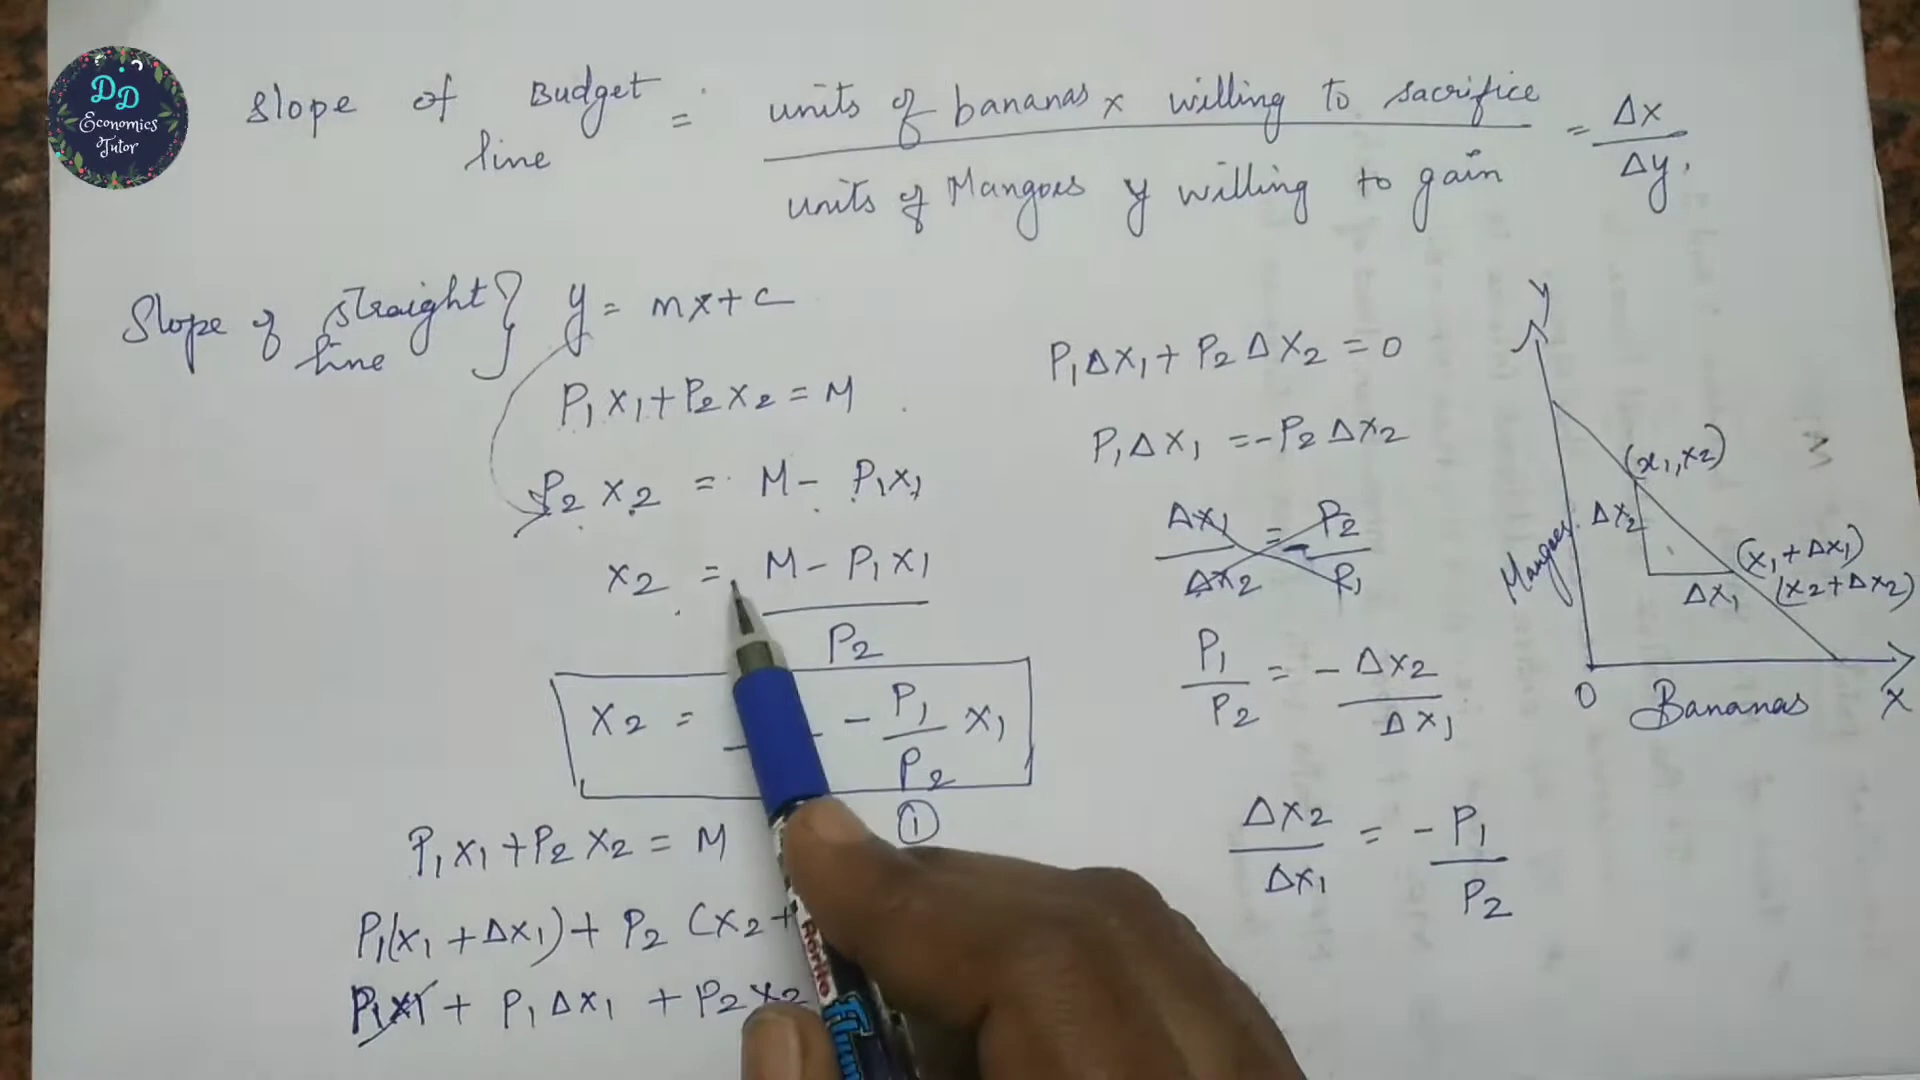 DD
Economics
Tutor
Slope of Budget line = units of bananas x willing to sacrifice / units of Mangoes y willing to gain = Δx / Δy.
Slope of straight line } y = mx + c
P₁x₁ + P₂x₂ = M
P₂x₂ = M - P₁x₁
x₂ = M - P₁x₁ / P₂
x₂ = - P₁/P₂ x₁
①
P₁x₁ + P₂x₂ = M
P₁(x₁ + Δx₁) + P₂(x₂ +
P₁x₁ + P₁Δx₁ + P₂x₂
P₁Δx₁ + P₂Δx₂ = 0
P₁Δx₁ = -P₂Δx₂
Δx₁/Δx₂ = - P₂/P₁
P₁/P₂ = - Δx₂/Δx₁
Δx₂/Δx₁ = - P₁/P₂
Y
(x₁, x₂)
Δx₂
Mangoes
(x₁ + Δx₁)
(x₂ + Δx₂)
Δx₁
O
Bananas
X